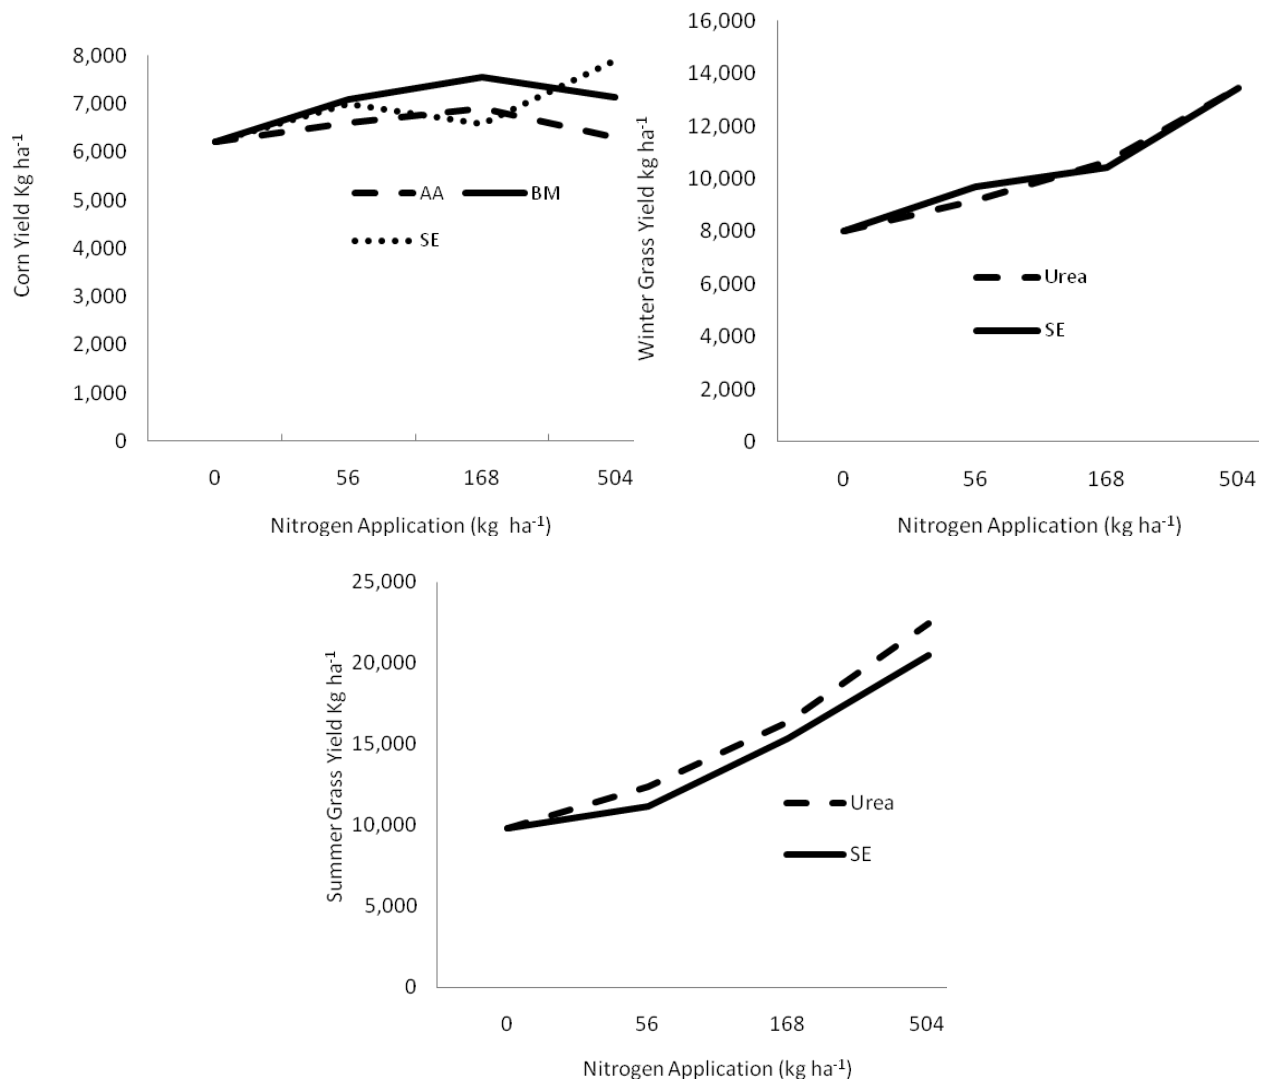 8,000
7,000
6,000
5,000
4,000
3,000
2,000
1,000
0
Corn Yield Kg ha⁻¹
AA BM
SE
0 56 168 504
Nitrogen Application (kg ha⁻¹)
16,000
14,000
12,000
10,000
8,000
6,000
4,000
2,000
0
Winter Grass Yield kg ha⁻¹
Urea
SE
0 56 168 504
Nitrogen Application (kg ha⁻¹)
25,000
20,000
15,000
10,000
5,000
0
Summer Grass Yield Kg ha⁻¹
Urea
SE
0 56 168 504
Nitrogen Application (kg ha⁻¹)